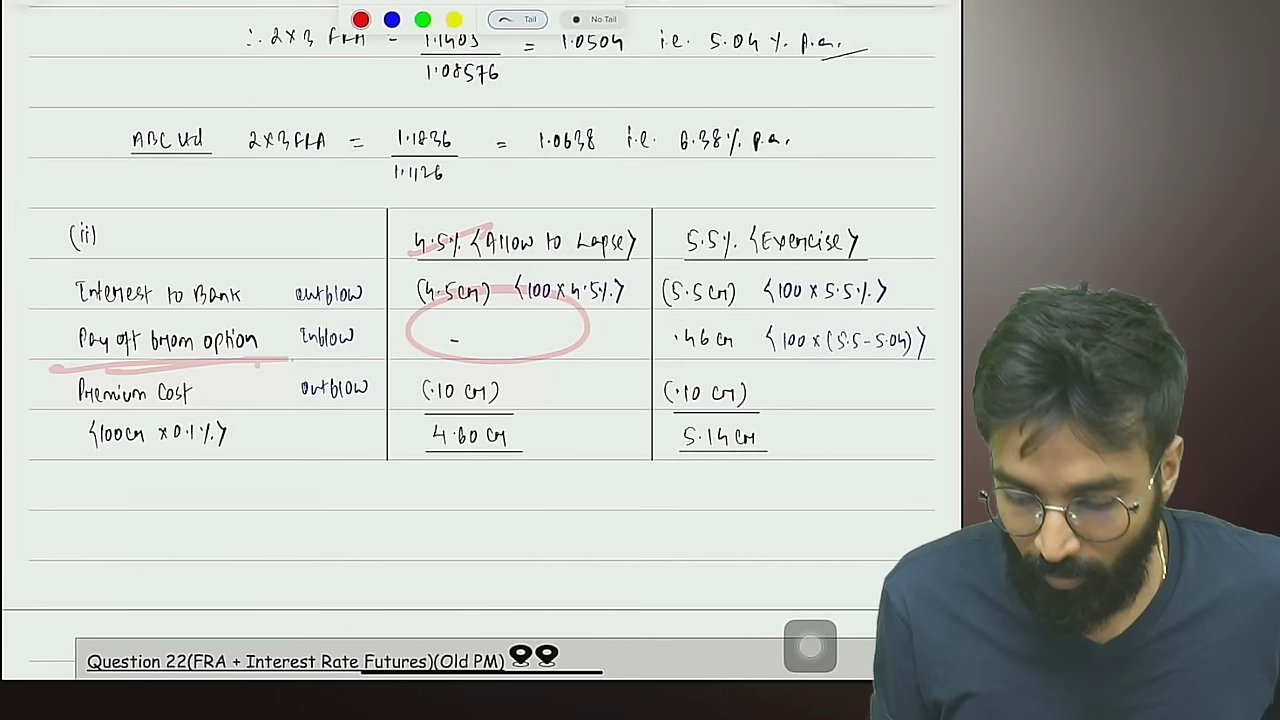 Tail No Tail
∴ 2×3 FRA = 1.1403 = 1.0504 i.e. 5.04 % p.a.
1.08576
ABC Ltd 2×3 FRA = 1.1836 = 1.0638 i.e. 6.38% p.a.
1.1126
(ii) 4.5% {Allow to Lapse} 5.5% {Exercise}
Interest to Bank outflow (4.5 cr) {100 × 4.5%} (5.5 cr) {100 × 5.5%}
Pay off from option Inflow - .46 cr {100 × (5.5 - 5.04)}
Premium Cost outflow (.10 cr) (.10 cr)
{100 cr × 0.1%} 4.60 cr 5.14 cr
Question 22(FRA + Interest Rate Futures)(Old PM)